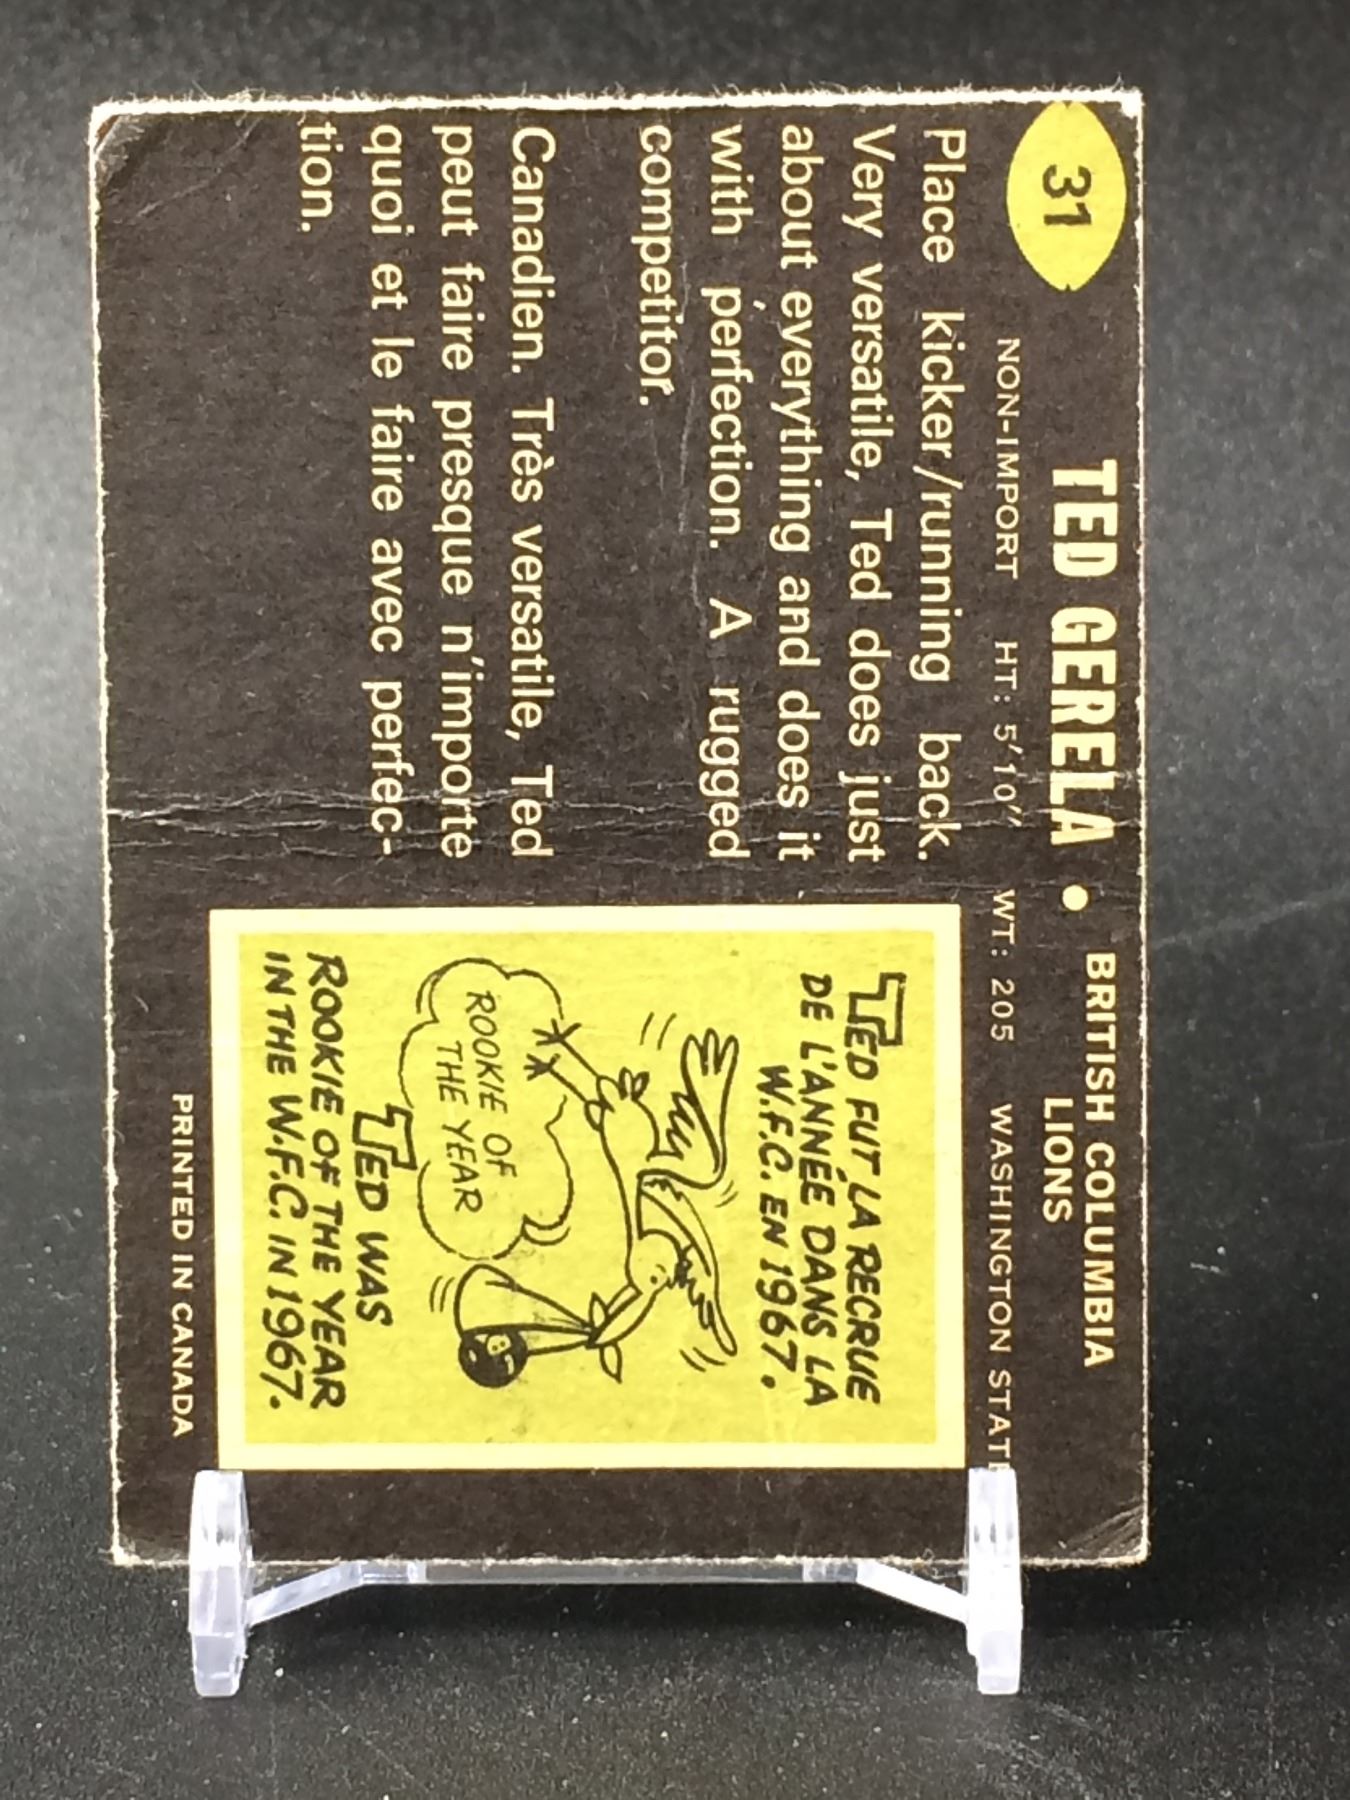 31
TED GERELA • BRITISH COLUMBIA
LIONS
NON-IMPORT HT: 5'10" WT: 205 WASHINGTON STATE
Place kicker/running back.
Very versatile, Ted does just
about everything and does it
with perfection. A rugged
competitor.
Canadien. Très versatile, Ted
peut faire presque n'importe
quoi et le faire avec perfec-
tion.
TED FUT LA RECRUE
DE L'ANNÉE DANS LA
W.F.C. EN 1967.
ROOKIE OF
THE YEAR
TED WAS
ROOKIE OF THE YEAR
IN THE W.F.C. IN 1967.
PRINTED IN CANADA